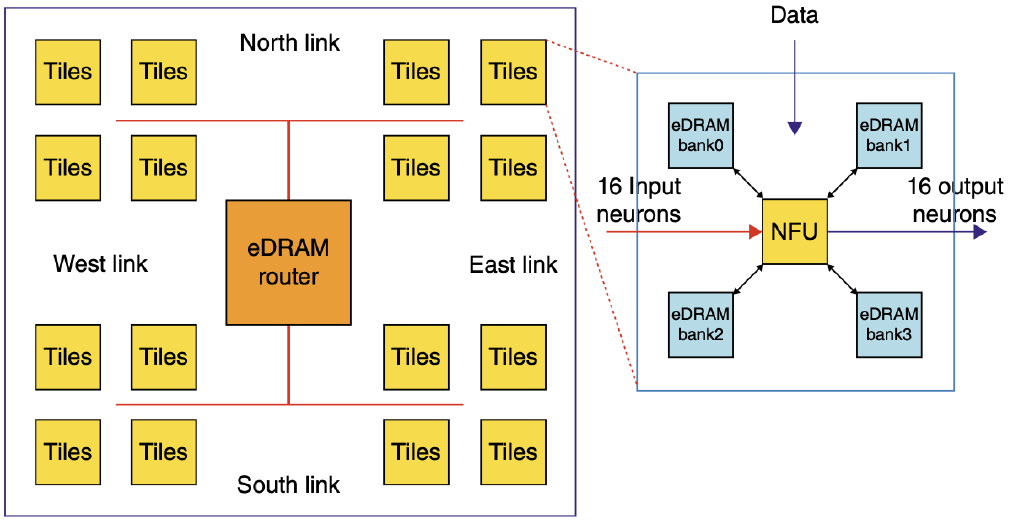 North link
Tiles Tiles Tiles Tiles
Tiles Tiles Tiles Tiles
eDRAM
router
West link
East link
Tiles Tiles Tiles Tiles
Tiles Tiles Tiles Tiles
South link
Data
eDRAM
bank0
eDRAM
bank1
16 Input
neurons
NFU
16 output
neurons
eDRAM
bank2
eDRAM
bank3